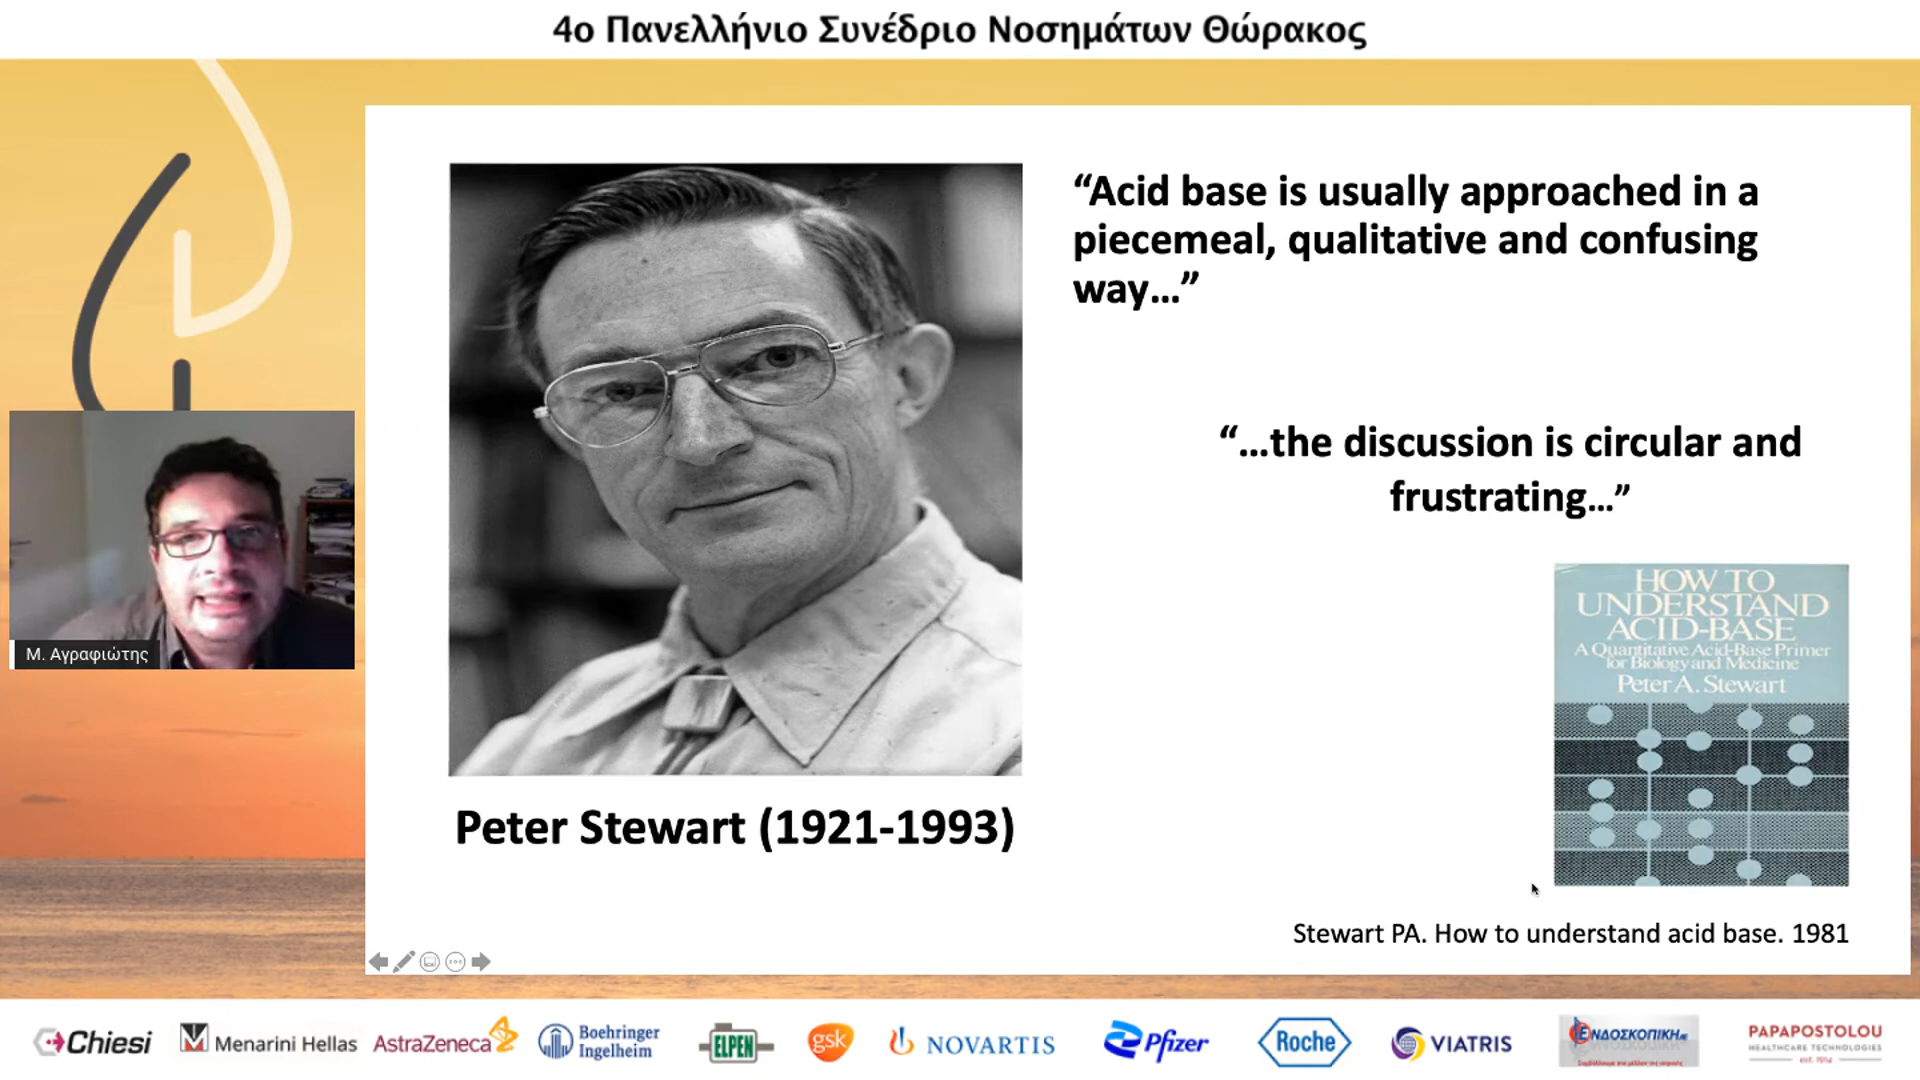 4ο Πανελλήνιο Συνέδριο Νοσημάτων Θώρακος
“Acid base is usually approached in a
piecemeal, qualitative and confusing
way…”
“…the discussion is circular and
frustrating…”
HOW TO
UNDERSTAND
ACID-BASE
A Quantitative Acid-Base Primer
for Biology and Medicine
Peter A. Stewart
Μ. Αγραφιώτης
Peter Stewart (1921-1993)
Stewart PA. How to understand acid base. 1981
Chiesi
Menarini Hellas
AstraZeneca
Boehringer
Ingelheim
ELPEN
gsk
NOVARTIS
Pfizer
Roche
VIATRIS
ΕΝΔΟΣΚΟΠΙΚΗ ΑΕ
PAPAPOSTOLOU
HEALTHCARE TECHNOLOGIES
est. 1914